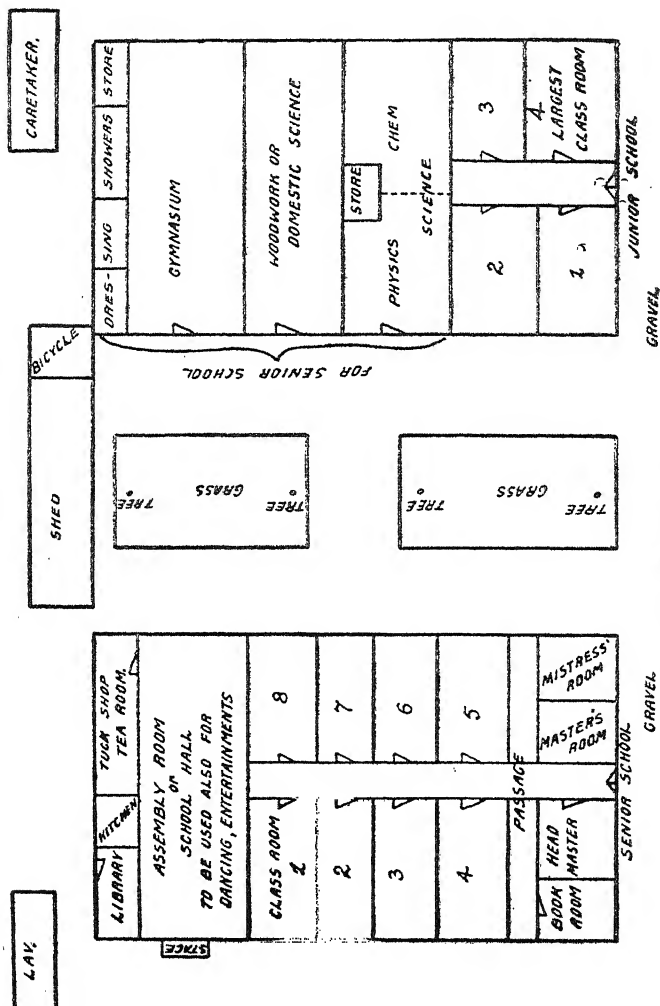 CARETAKER.
DRES-
SING
SHOWERS
STORE
GYMNASIUM
WOODWORK OR
DOMESTIC SCIENCE
STORE
CHEM
PHYSICS
SCIENCE
3
4
LARGEST
CLASS ROOM
2
1
JUNIOR SCHOOL
GRAVEL
FOR SENIOR SCHOOL
BICYCLE
SHED
TREE
GRASS
TREE
TREE
GRASS
TREE
LAV.
LIBRARY
KITCHEN
TUCK SHOP
TEA ROOM.
ASSEMBLY ROOM
OR
SCHOOL HALL
TO BE USED ALSO FOR
DANCING, ENTERTAINMENTS
STAGE
CLASS ROOM
1
8
2
7
3
6
4
5
PASSAGE
BOOK
ROOM
HEAD
MASTER
MASTER'S
ROOM
MISTRESS'
ROOM
SENIOR SCHOOL
GRAVEL